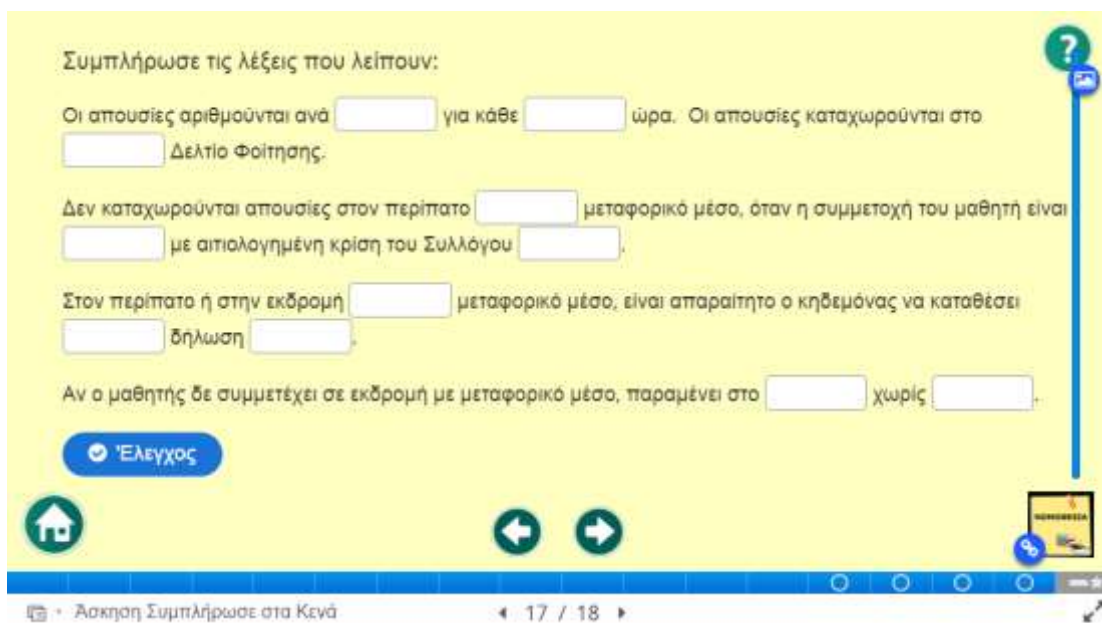 Συμπλήρωσε τις λέξεις που λείπουν:
?
Οι απουσίες αριθμούνται ανά για κάθε ώρα. Οι απουσίες καταχωρούνται στο
Δελτίο Φοίτησης.
Δεν καταχωρούνται απουσίες στον περίπατο μεταφορικό μέσο, όταν η συμμετοχή του μαθητή είναι
με αιτιολογημένη κρίση του Συλλόγου .
Στον περίπατο ή στην εκδρομή μεταφορικό μέσο, είναι απαραίτητο ο κηδεμόνας να καταθέσει
δήλωση .
Αν ο μαθητής δε συμμετέχει σε εκδρομή με μεταφορικό μέσο, παραμένει στο χωρίς .
Έλεγχος
ΝΟΜΟΘΕΣΙΑ
Άσκηση Συμπλήρωσε στα Κενά
17 / 18